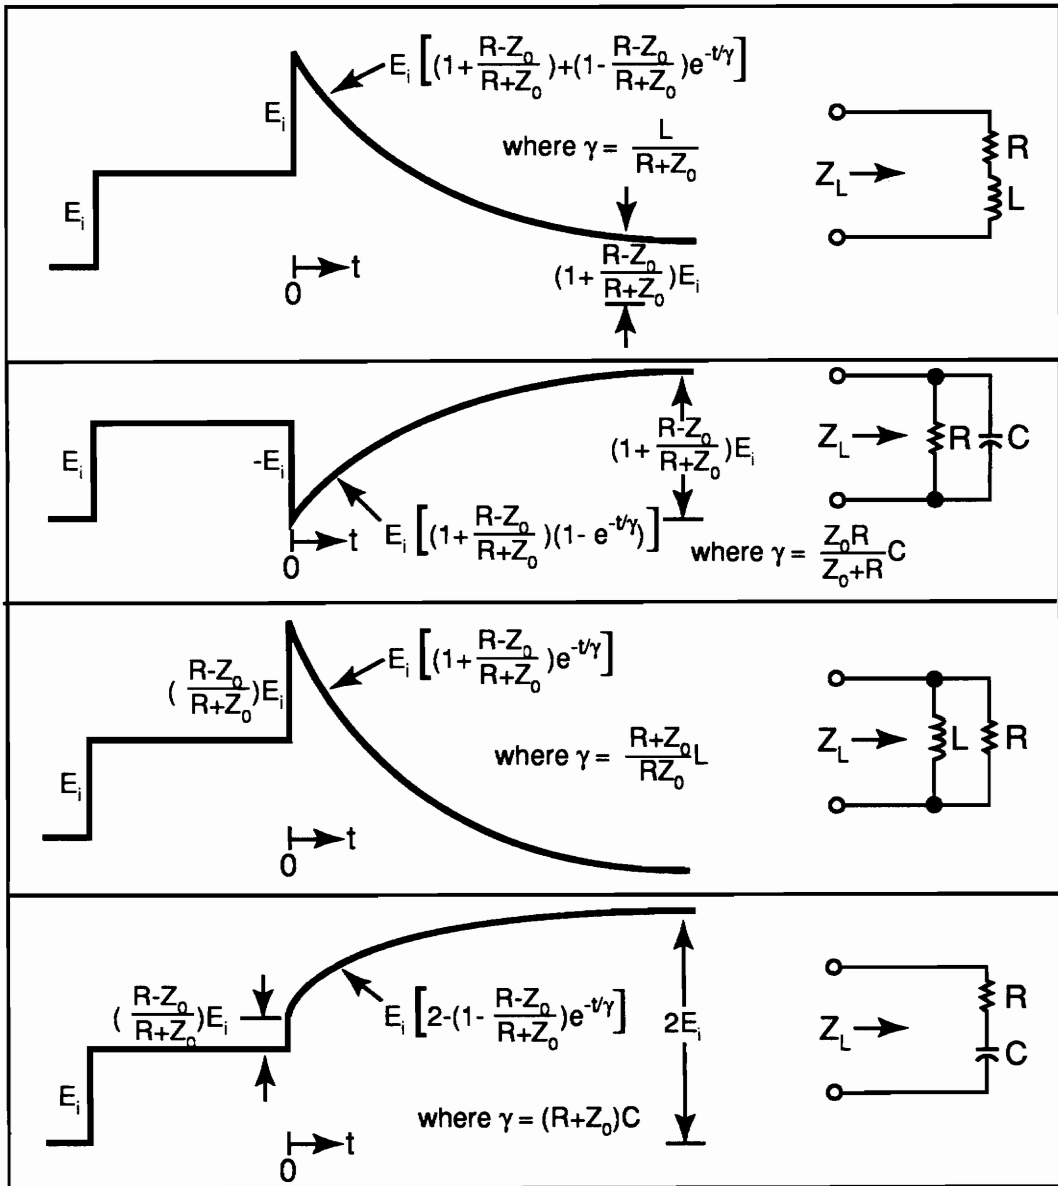 E_i [(1+ (R-Z_0)/(R+Z_0))+(1- (R-Z_0)/(R+Z_0))e^{-t/γ}]
E_i
where γ = L/(R+Z_0)
E_i
0 t
(1+ (R-Z_0)/(R+Z_0))E_i
Z_L R
L
E_i
-E_i
(1+ (R-Z_0)/(R+Z_0))E_i
0 t
E_i [(1+ (R-Z_0)/(R+Z_0))(1- e^{-t/γ})]
where γ = (Z_0R)/(Z_0+R) C
Z_L R C
E_i [(1+ (R-Z_0)/(R+Z_0))e^{-t/γ}]
((R-Z_0)/(R+Z_0))E_i
where γ = (R+Z_0)/(RZ_0) L
E_i
0 t
Z_L L R
((R-Z_0)/(R+Z_0))E_i
E_i [2-(1- (R-Z_0)/(R+Z_0))e^{-t/γ}]
2E_i
E_i
where γ = (R+Z_0)C
0 t
Z_L R
C